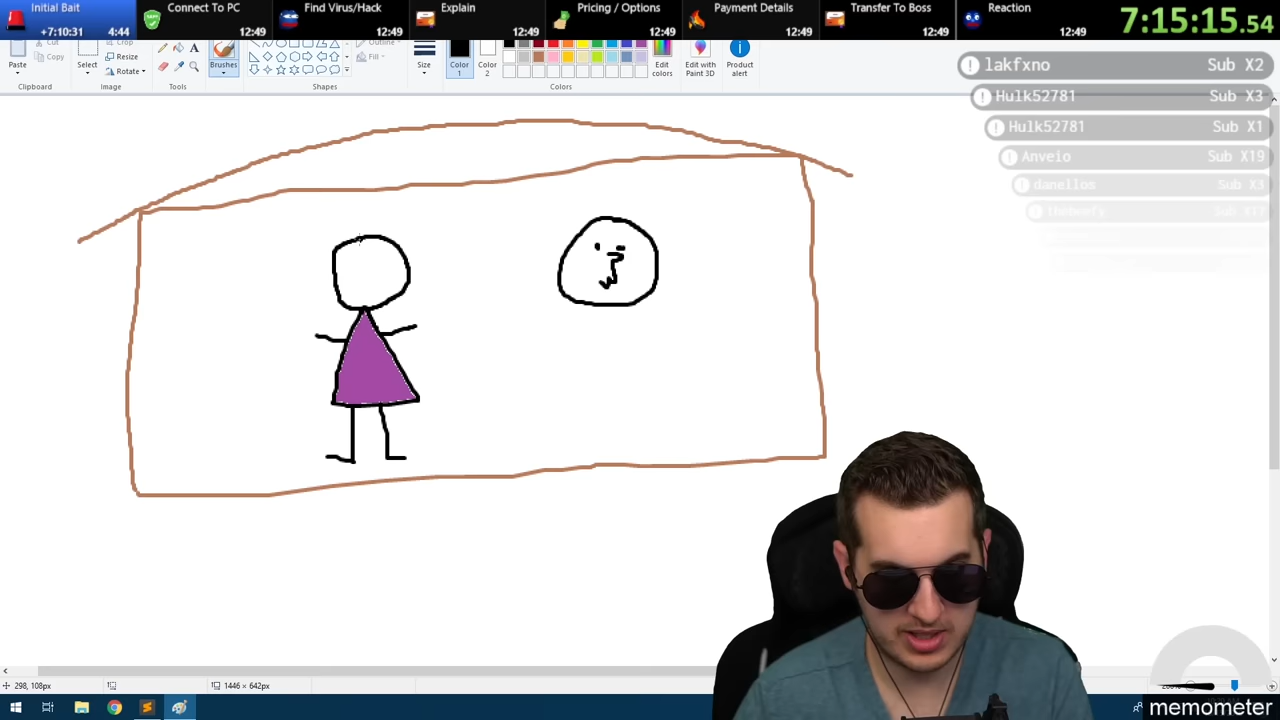 Initial Bait
+7:10:31 4:44
Connect To PC
12:49
Find Virus/Hack
12:49
Explain
12:49
Pricing / Options
12:49
Payment Details
12:49
Transfer To Boss
12:49
Reaction
12:49
7:15:15.54
Paste
Cut
Copy
Clipboard
Select
Crop
Resize
Rotate
Image
A
Tools
Brushes
Outline
Fill
Shapes
Size
Color
1
Color
2
Edit
colors
Edit with
Paint 3D
Product
alert
Colors
lakfxno Sub X2
Hulk52781 Sub X3
Hulk52781 Sub X1
Anveio Sub X19
danellos Sub X3
298, 108px
1446 × 642px
memometer